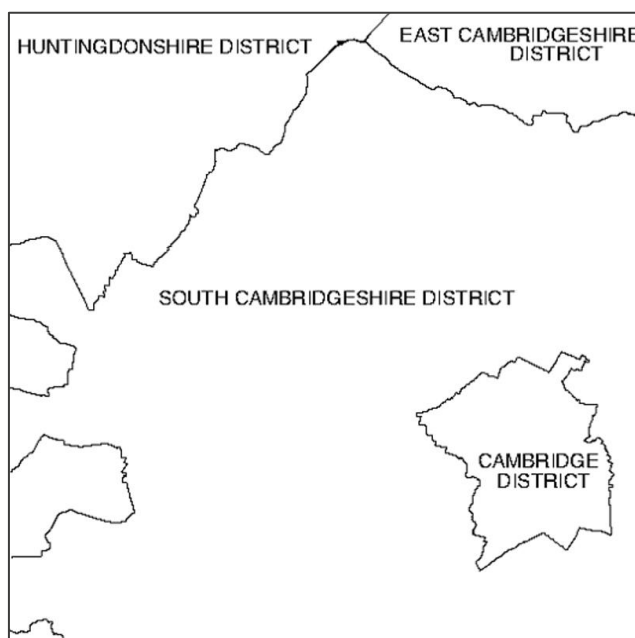 HUNTINGDONSHIRE DISTRICT
EAST CAMBRIDGESHIRE
DISTRICT
SOUTH CAMBRIDGESHIRE DISTRICT
CAMBRIDGE
DISTRICT